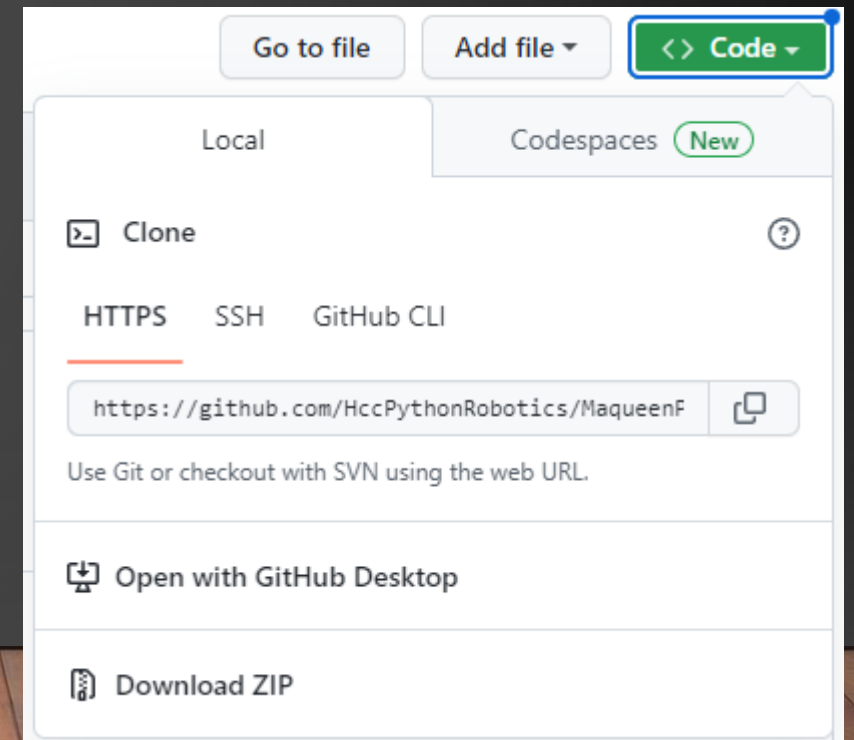 Go to file Add file <> Code
Local Codespaces New
Clone
HTTPS SSH GitHub CLI
https://github.com/HccPythonRobotics/MaqueenF
Use Git or checkout with SVN using the web URL.
Open with GitHub Desktop
Download ZIP